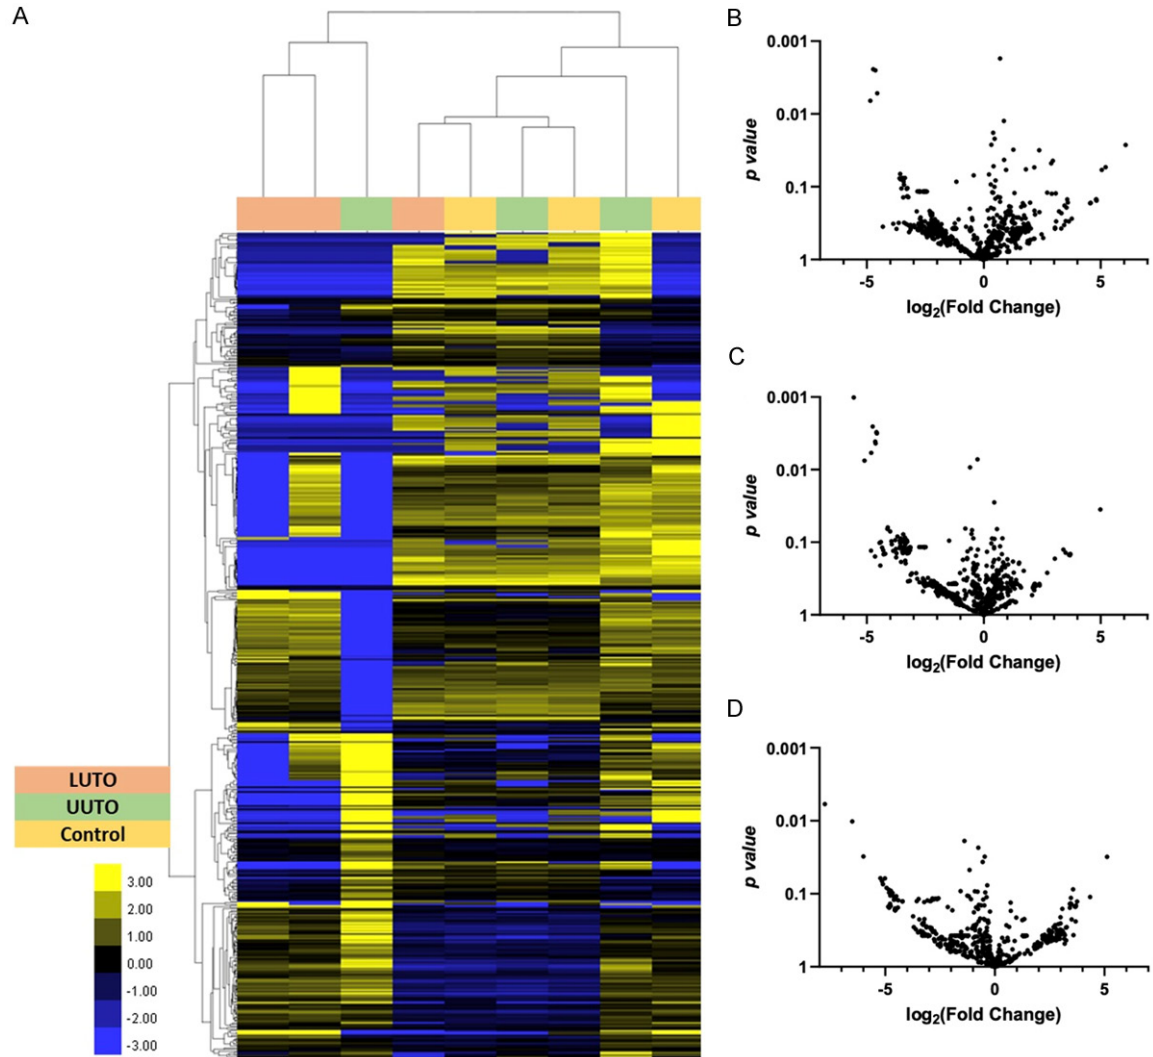 A
LUTO
UUTO
Control
3.00
2.00
1.00
0.00
-1.00
-2.00
-3.00
B
0.001
0.01
0.1
1
p value
-5 0 5
log₂(Fold Change)
C
0.001
0.01
0.1
1
p value
-5 0 5
log₂(Fold Change)
D
0.001
0.01
0.1
1
p value
-5 0 5
log₂(Fold Change)